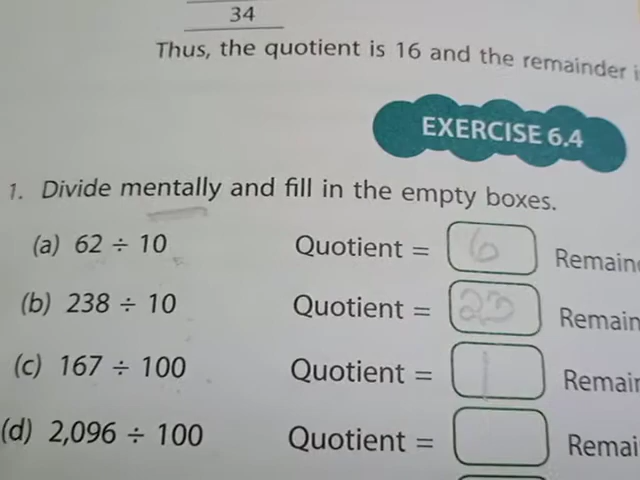 34
Thus, the quotient is 16 and the remainder i
EXERCISE 6.4
1. Divide mentally and fill in the empty boxes.
(a) 62 ÷ 10 Quotient = 6 Remain
(b) 238 ÷ 10 Quotient = 23 Remain
(c) 167 ÷ 100 Quotient = 1 Remain
(d) 2,096 ÷ 100 Quotient = Remai